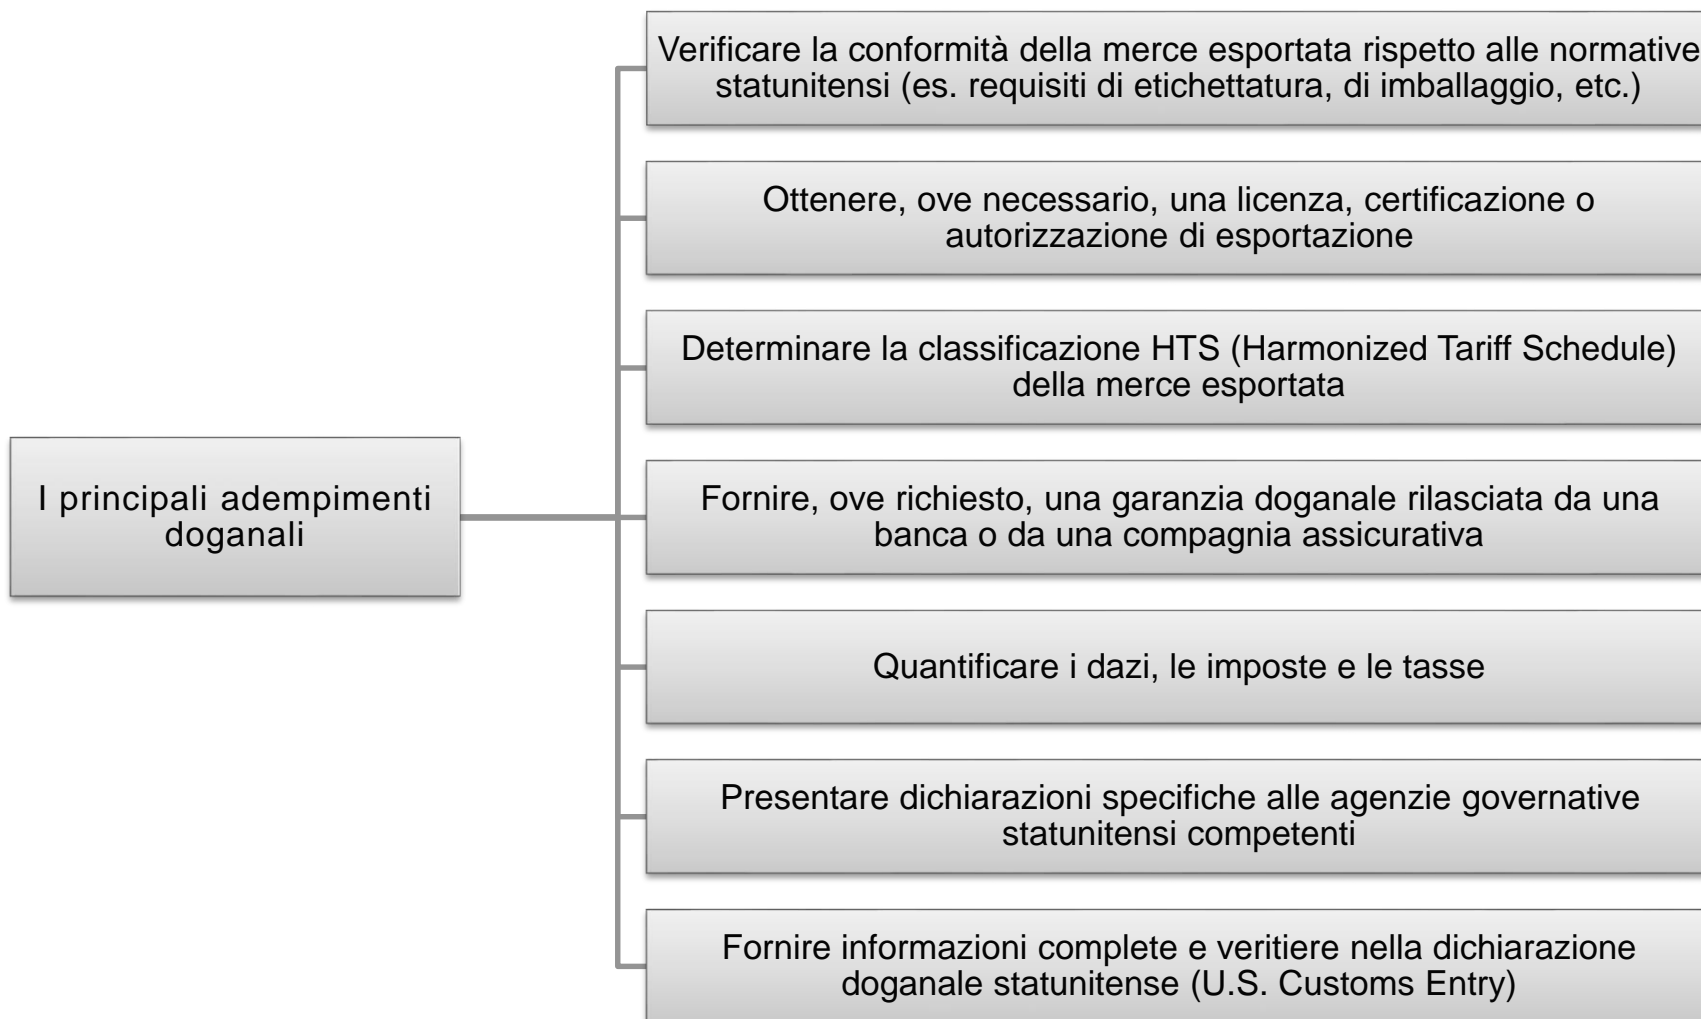 I principali adempimenti
doganali
Verificare la conformità della merce esportata rispetto alle normative
statunitensi (es. requisiti di etichettatura, di imballaggio, etc.)
Ottenere, ove necessario, una licenza, certificazione o
autorizzazione di esportazione
Determinare la classificazione HTS (Harmonized Tariff Schedule)
della merce esportata
Fornire, ove richiesto, una garanzia doganale rilasciata da una
banca o da una compagnia assicurativa
Quantificare i dazi, le imposte e le tasse
Presentare dichiarazioni specifiche alle agenzie governative
statunitensi competenti
Fornire informazioni complete e veritiere nella dichiarazione
doganale statunitense (U.S. Customs Entry)